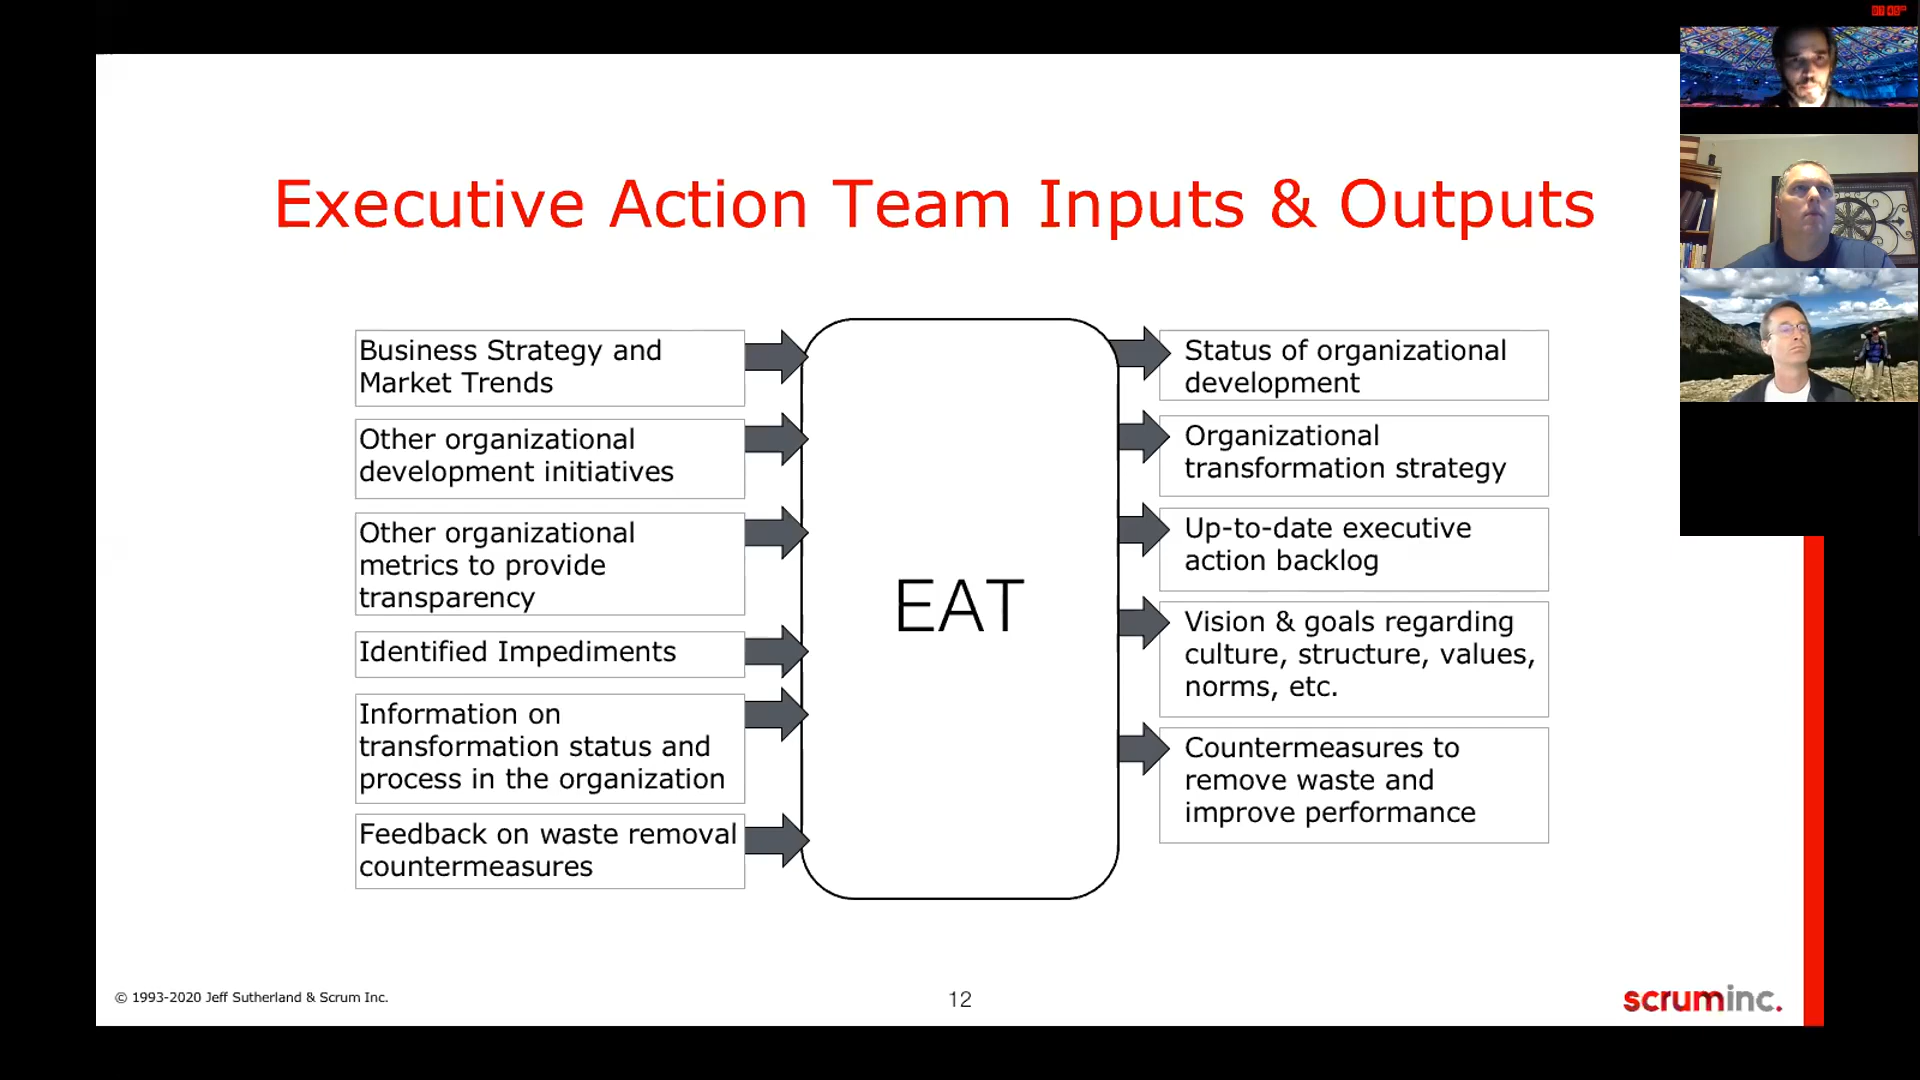 Executive Action Team Inputs & Outputs
Business Strategy and
Market Trends
Other organizational
development initiatives
Other organizational
metrics to provide
transparency
Identified Impediments
Information on
transformation status and
process in the organization
Feedback on waste removal
countermeasures
EAT
Status of organizational
development
Organizational
transformation strategy
Up-to-date executive
action backlog
Vision & goals regarding
culture, structure, values,
norms, etc.
Countermeasures to
remove waste and
improve performance
© 1993-2020 Jeff Sutherland & Scrum Inc.
12
scruminc.